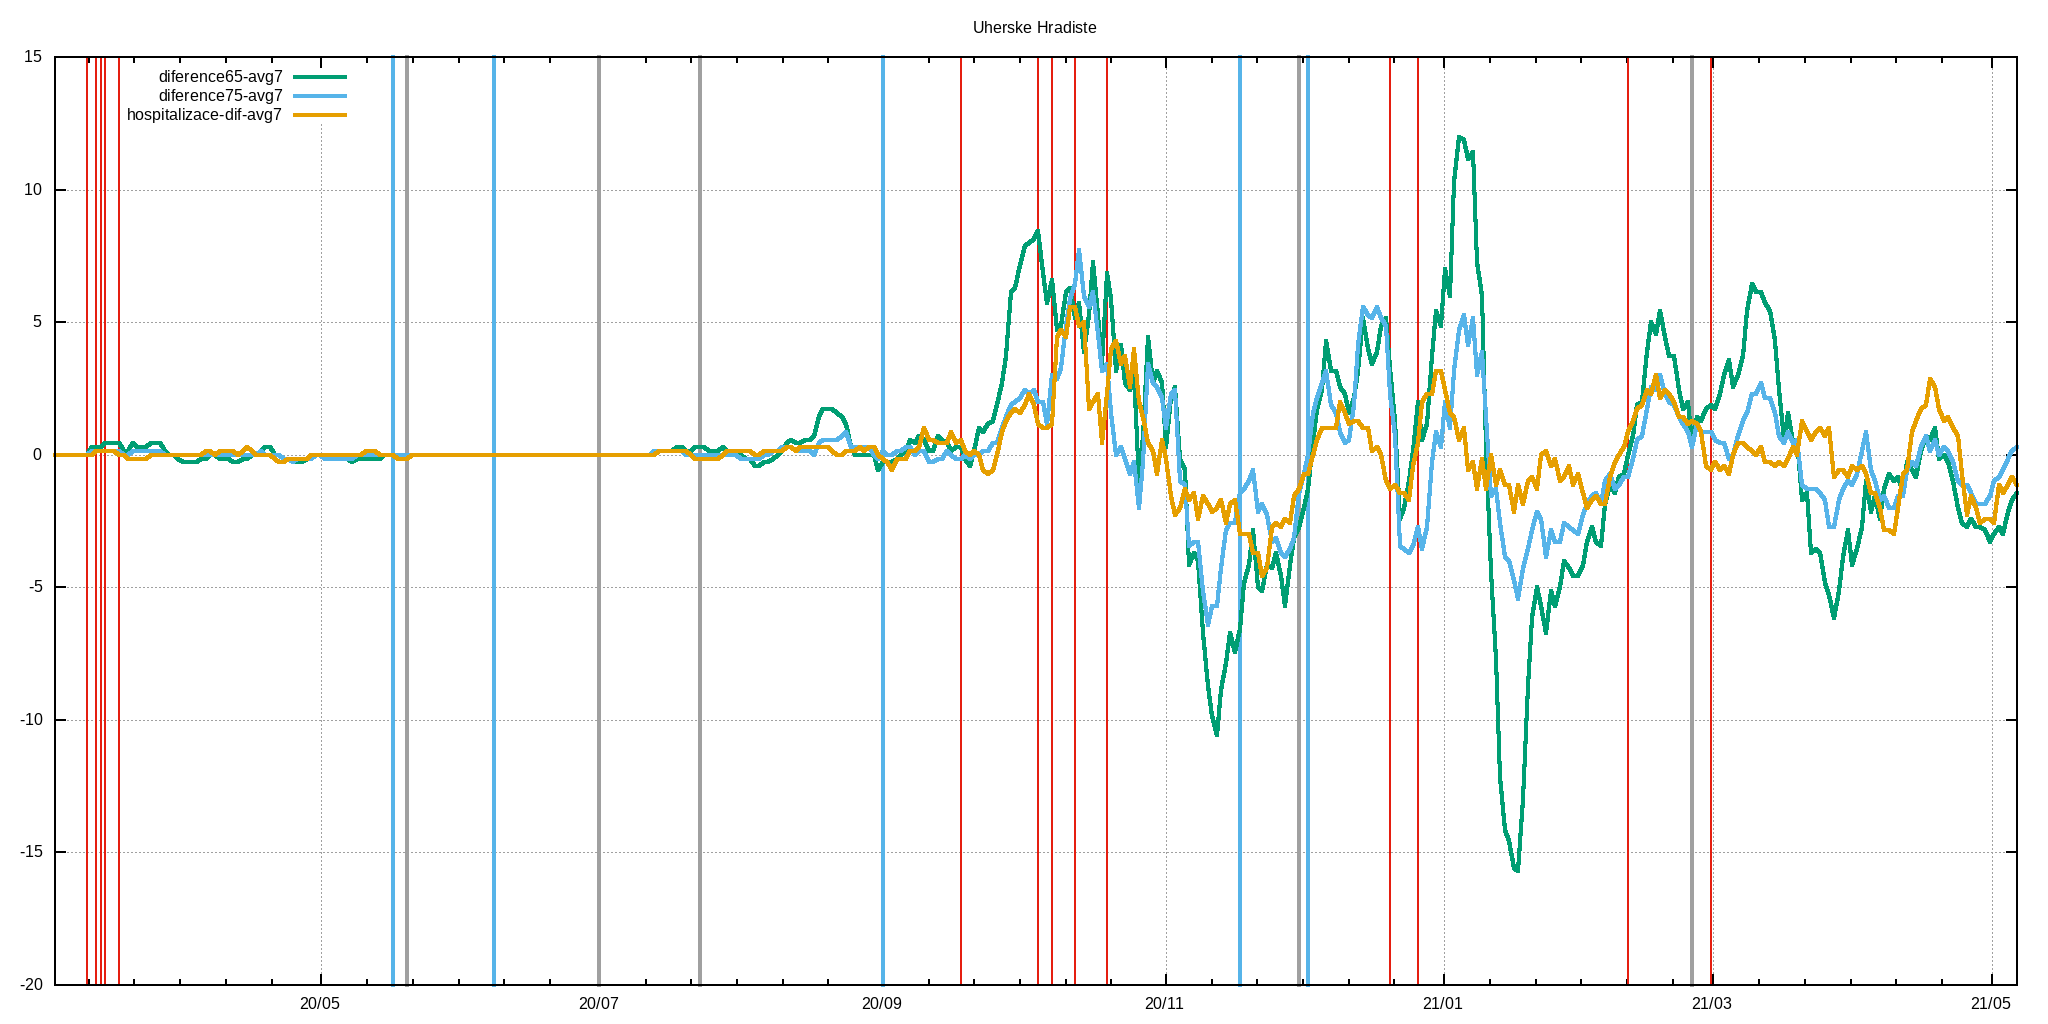 Uherske Hradiste
diference65-avg7
diference75-avg7
hospitalizace-dif-avg7
15
10
5
0
-5
-10
-15
-20
20/05 20/07 20/09 20/11 21/01 21/03 21/05